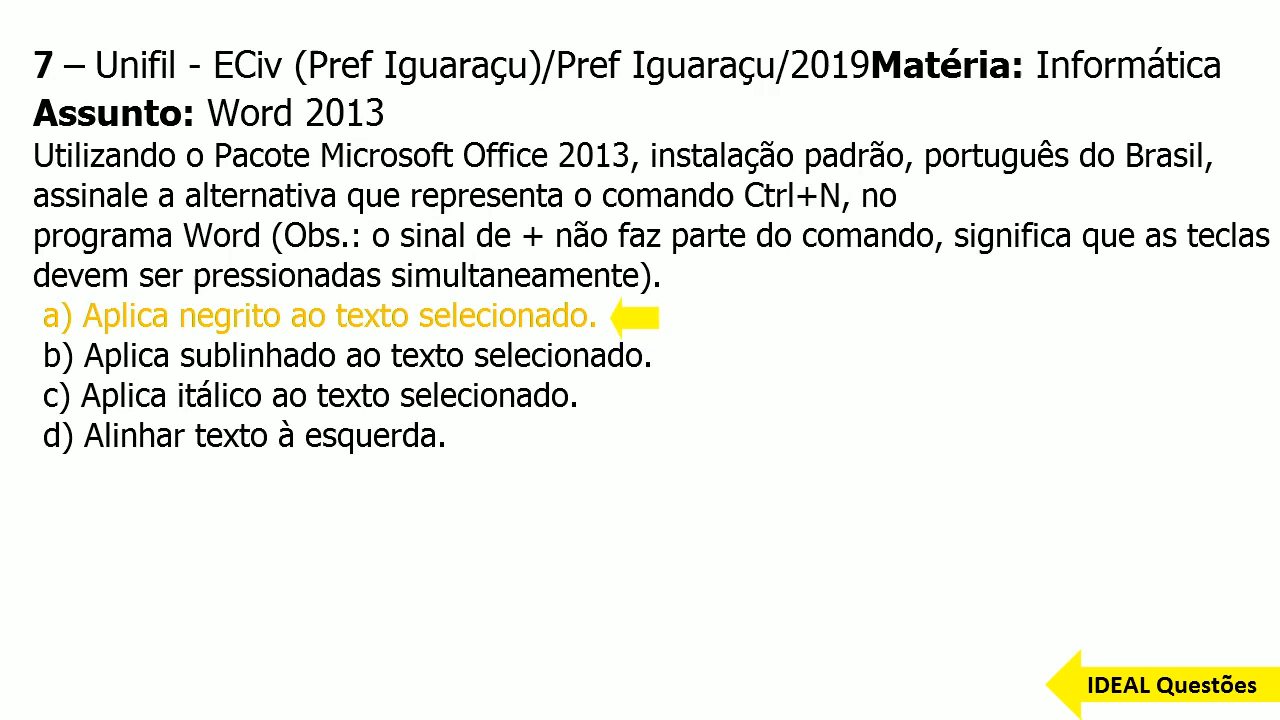 7 – Unifil - ECiv (Pref Iguaraçu)/Pref Iguaraçu/2019Matéria: Informática
Assunto: Word 2013
Utilizando o Pacote Microsoft Office 2013, instalação padrão, português do Brasil,
assinale a alternativa que representa o comando Ctrl+N, no
programa Word (Obs.: o sinal de + não faz parte do comando, significa que as teclas
devem ser pressionadas simultaneamente).
a) Aplica negrito ao texto selecionado.
b) Aplica sublinhado ao texto selecionado.
c) Aplica itálico ao texto selecionado.
d) Alinhar texto à esquerda.
IDEAL Questões